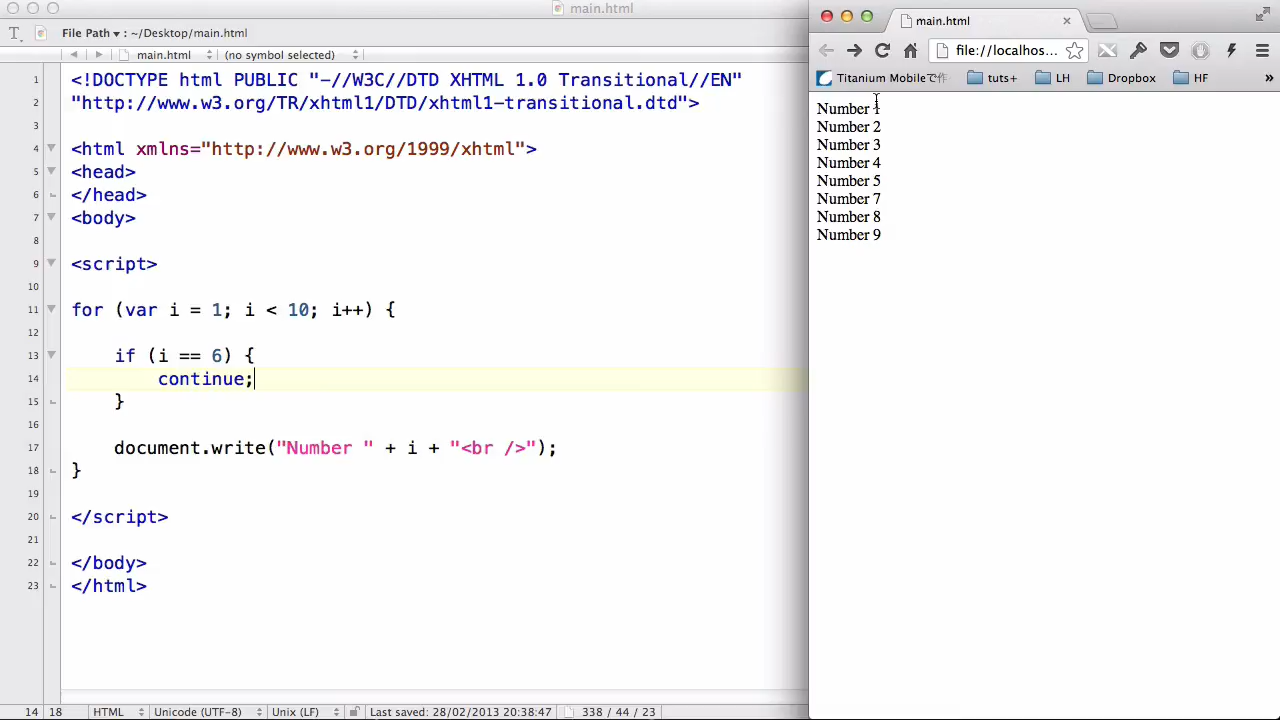 main.html
File Path ▾ : ~/Desktop/main.html
main.html
(no symbol selected)
1 <!DOCTYPE html PUBLIC "-//W3C//DTD XHTML 1.0 Transitional//EN"
2 "http://www.w3.org/TR/xhtml1/DTD/xhtml1-transitional.dtd">
3
4 <html xmlns="http://www.w3.org/1999/xhtml">
5 <head>
6 </head>
7 <body>
8
9 <script>
10
11 for (var i = 1; i < 10; i++) {
12
13 if (i == 6) {
14 continue;
15 }
16
17 document.write("Number " + i + "<br />");
18 }
19
20 </script>
21
22 </body>
23 </html>
14 18 HTML Unicode (UTF-8) Unix (LF) Last saved: 28/02/2013 20:38:47 338 / 44 / 23
main.html
file://localhos...
Titanium Mobileで作 tuts+ LH Dropbox HF »
Number 1
Number 2
Number 3
Number 4
Number 5
Number 7
Number 8
Number 9